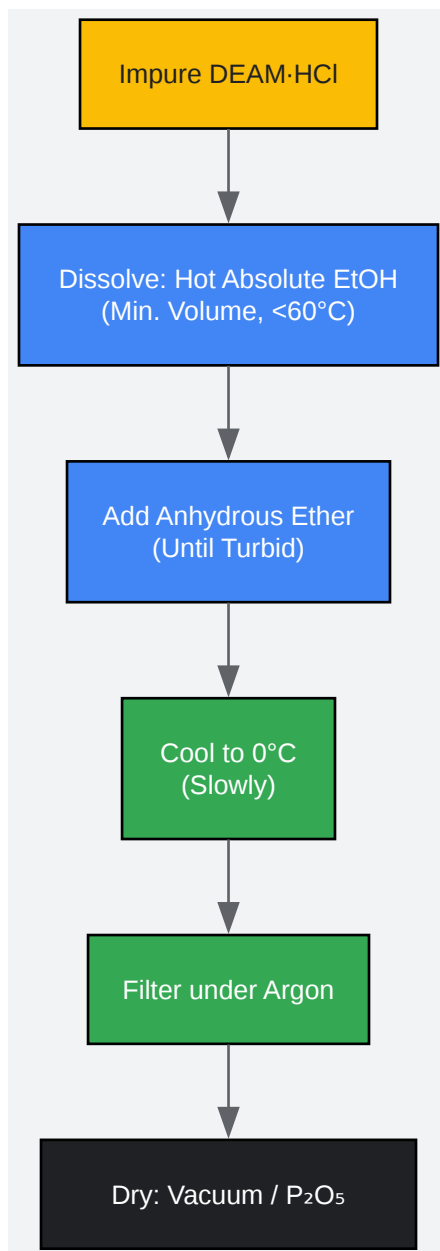 Impure DEAM·HCl
Dissolve: Hot Absolute EtOH
(Min. Volume, <60°C)
Add Anhydrous Ether
(Until Turbid)
Cool to 0°C
(Slowly)
Filter under Argon
Dry: Vacuum / P₂O₅